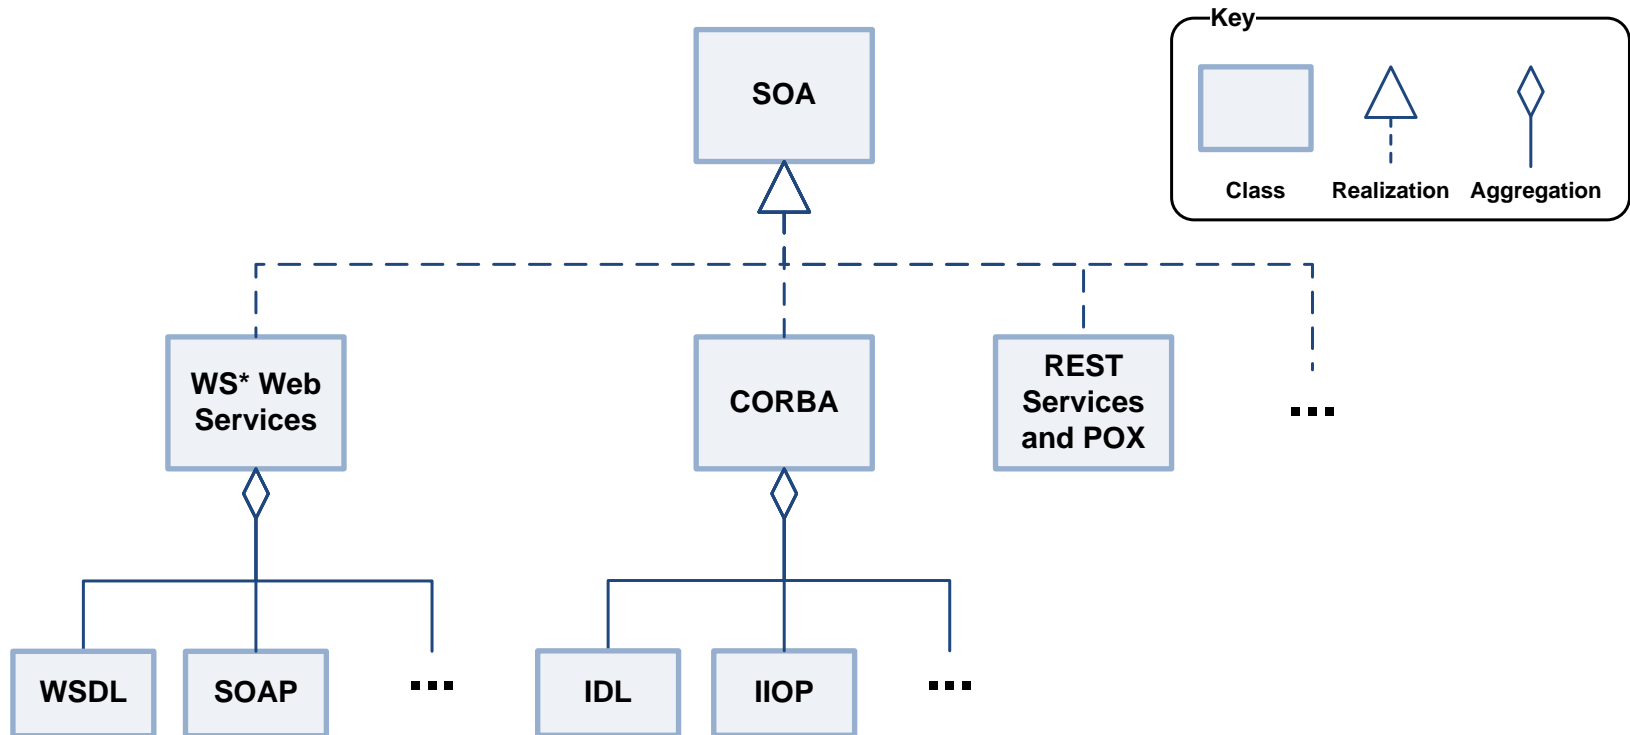 Key
SOA
Class
Realization
Aggregation
WS* Web
Services
CORBA
REST
Services
and POX
...
WSDL
SOAP
...
IDL
IIOP
...